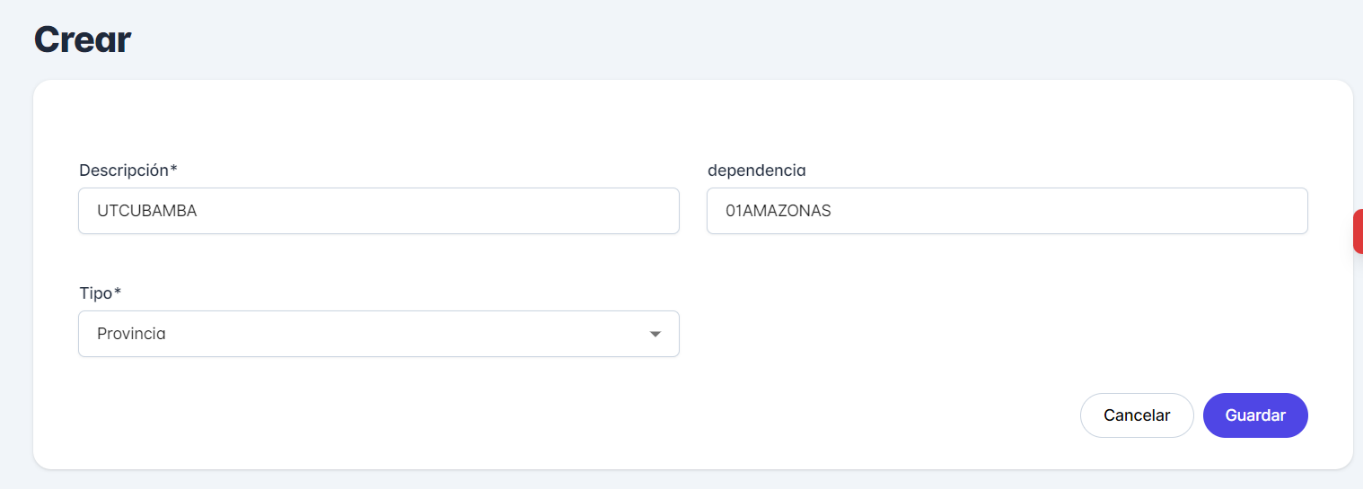 Crear
Descripción*
dependencia
UTCUBAMBA
01AMAZONAS
Tipo*
Provincia
Cancelar
Guardar